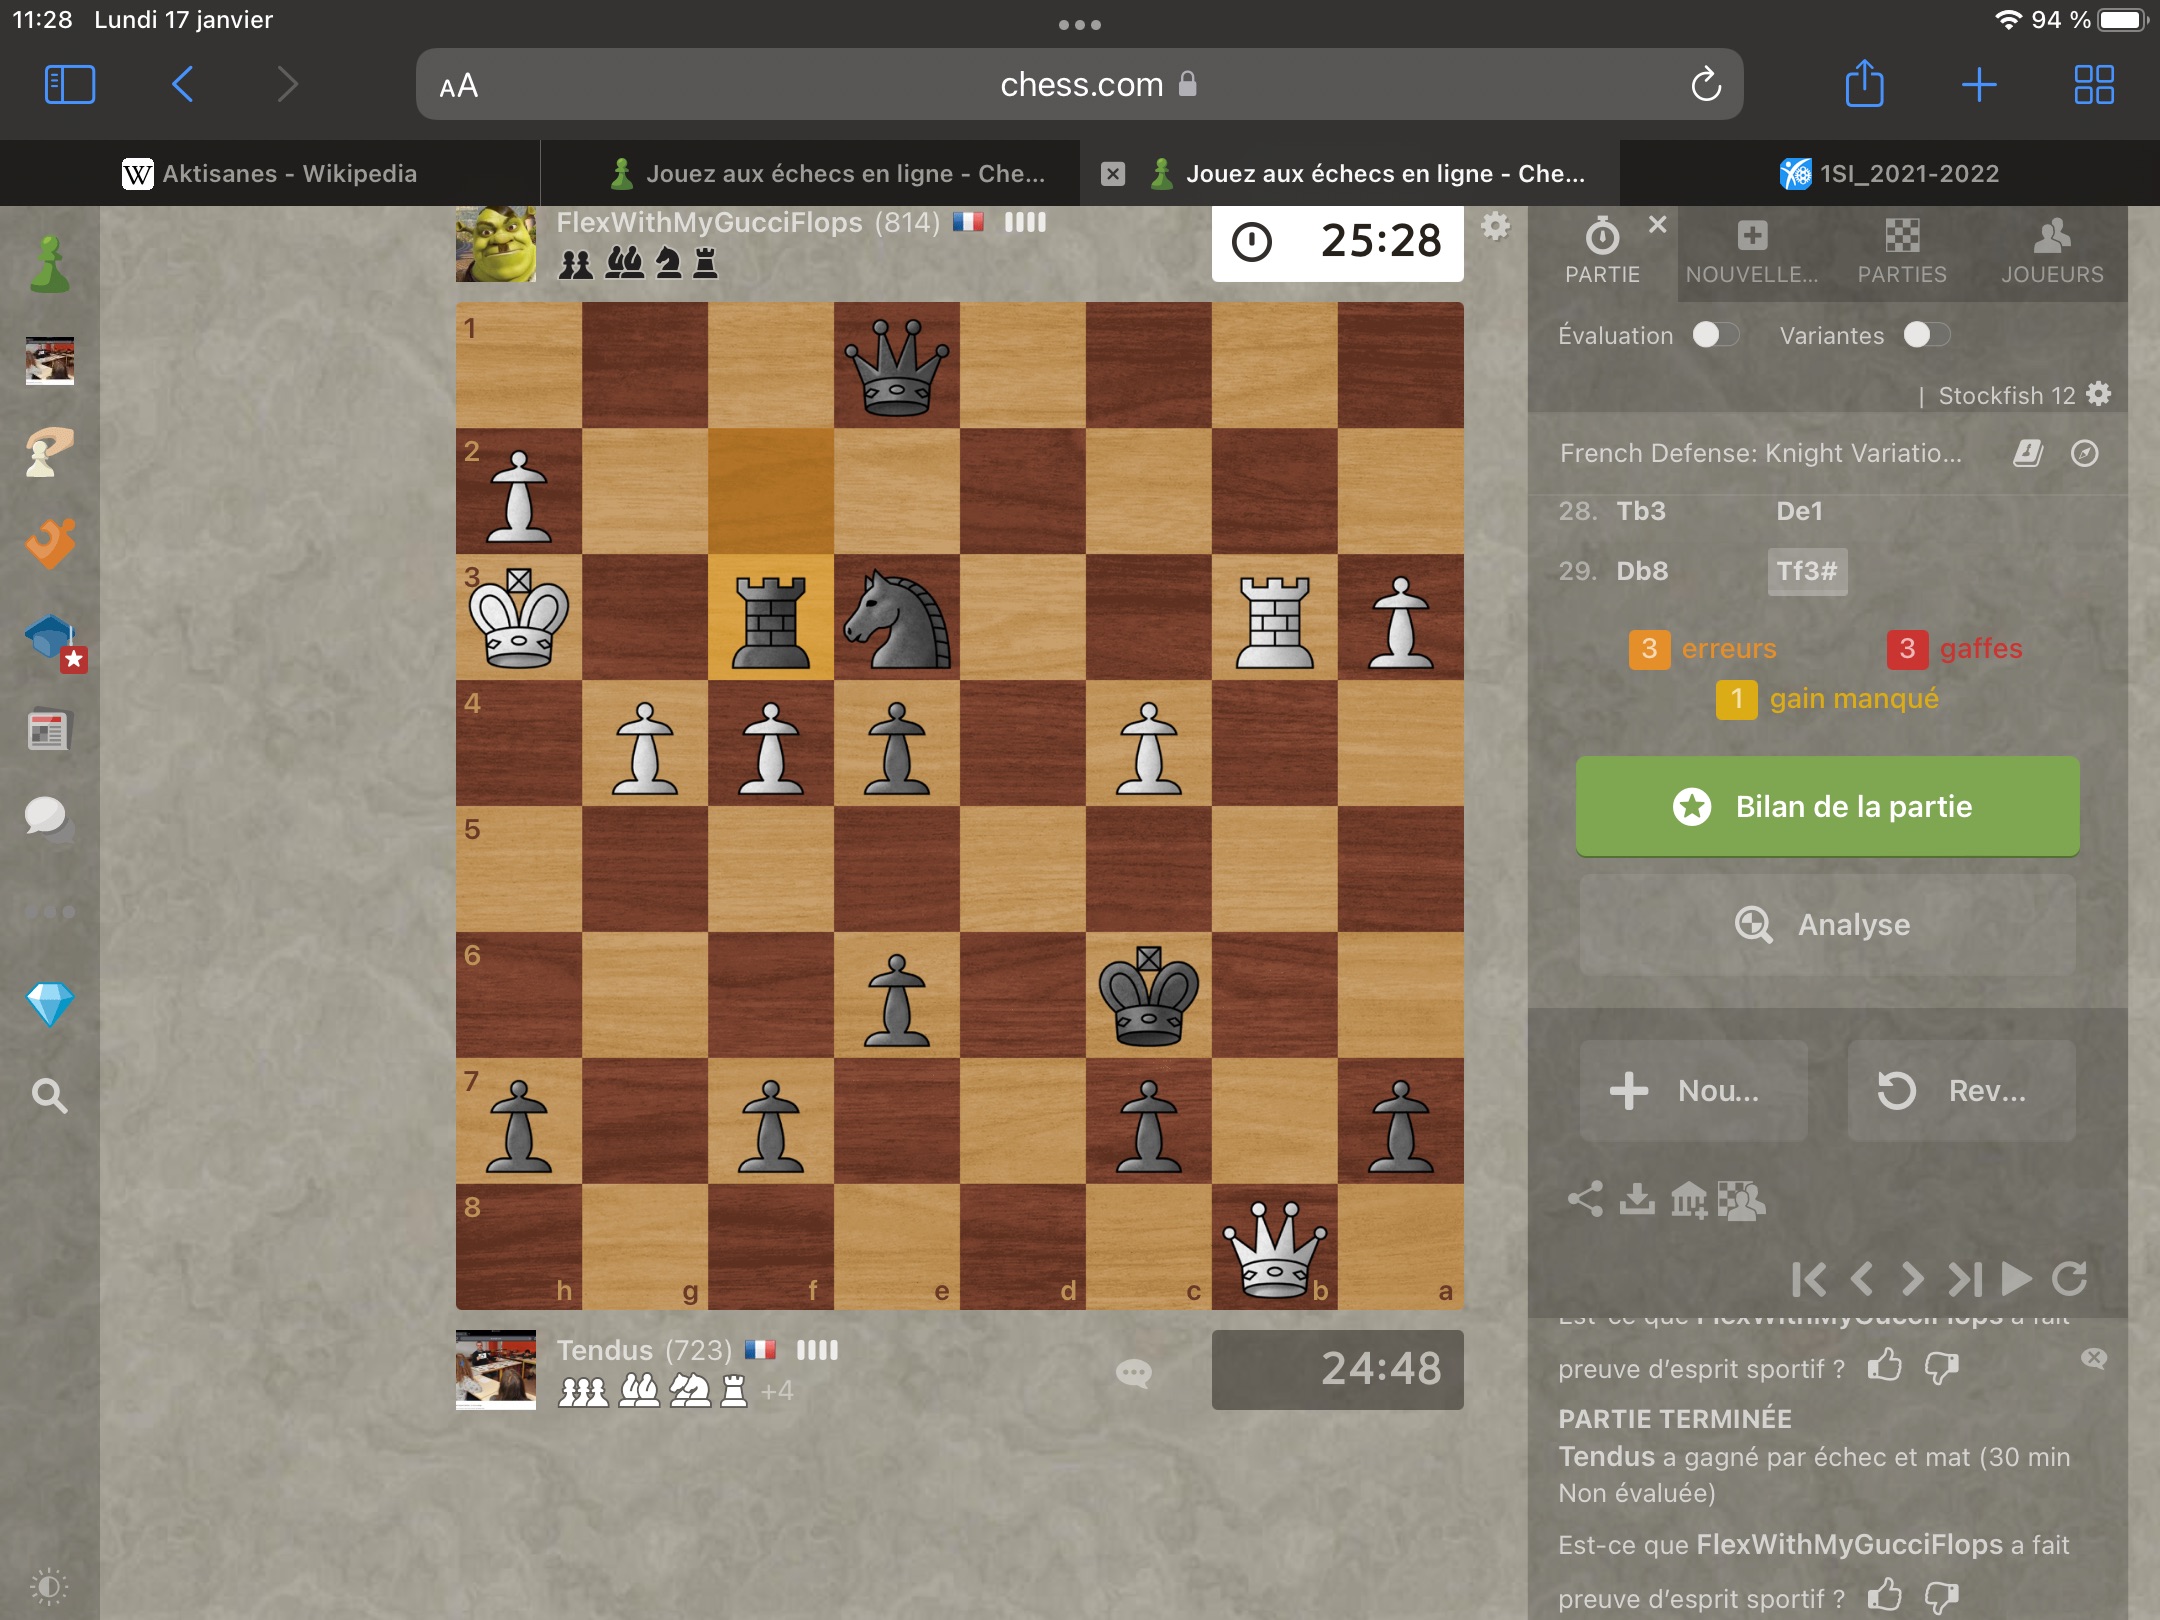 11:28 Lundi 17 janvier
94 %
AA
chess.com
W Aktisanes - Wikipedia
Jouez aux échecs en ligne - Che...
Jouez aux échecs en ligne - Che...
1SI_2021-2022
FlexWithMyGucciFlops (814)
25:28
PARTIE
NOUVELLE...
PARTIES
JOUEURS
Évaluation
Variantes
| Stockfish 12
French Defense: Knight Variatio...
28. Tb3 De1
29. Db8 Tf3#
3 erreurs
3 gaffes
1 gain manqué
Bilan de la partie
Analyse
Nou...
Rev...
1
2
3
4
5
6
7
8
h g f e d c b a
Tendus (723)
+4
24:48
Est-ce que FlexWithMyGucciFlops a fait
preuve d'esprit sportif ?
PARTIE TERMINÉE
Tendus a gagné par échec et mat (30 min
Non évaluée)
Est-ce que FlexWithMyGucciFlops a fait
preuve d'esprit sportif ?